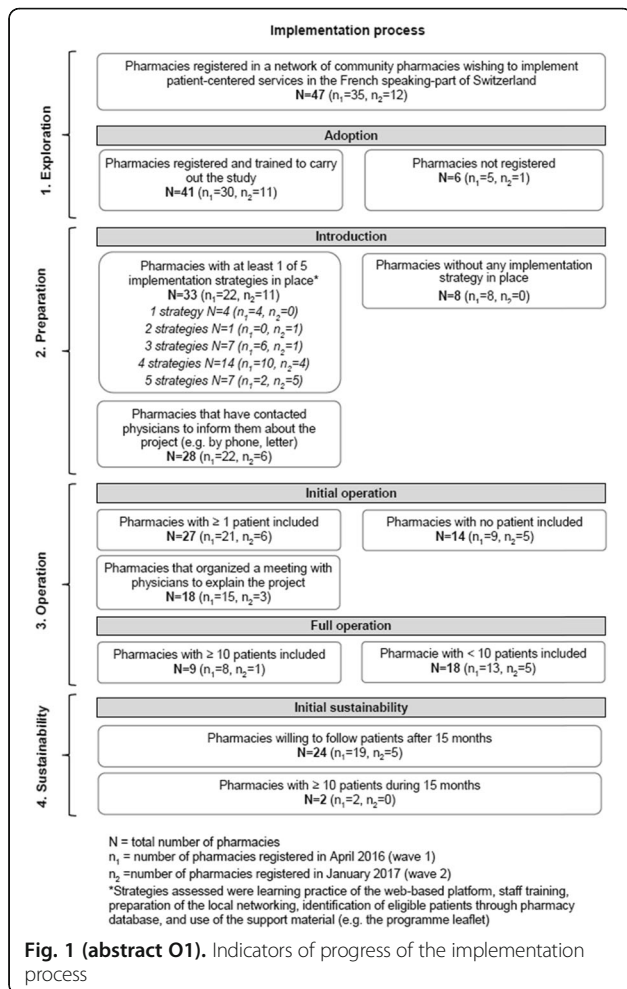 Implementation process
Pharmacies registered in a network of community pharmacies wishing to implement
patient-centered services in the French speaking-part of Switzerland
N=47 (n₁=35, n₂=12)
1. Exploration
Adoption
Pharmacies registered and trained to carry
out the study
N=41 (n₁=30, n₂=11)
Pharmacies not registered
N=6 (n₁=5, n₂=1)
2. Preparation
Introduction
Pharmacies with at least 1 of 5
implementation strategies in place*
N=33 (n₁=22, n₂=11)
1 strategy N=4 (n₁=4, n₂=0)
2 strategies N=1 (n₁=0, n₂=1)
3 strategies N=7 (n₁=6, n₂=1)
4 strategies N=14 (n₁=10, n₂=4)
5 strategies N=7 (n₁=2, n₂=5)
Pharmacies without any implementation
strategy in place
N=8 (n₁=8, n₂=0)
Pharmacies that have contacted
physicians to inform them about the
project (e.g. by phone, letter)
N=28 (n₁=22, n₂=6)
3. Operation
Initial operation
Pharmacies with ≥ 1 patient included
N=27 (n₁=21, n₂=6)
Pharmacies with no patient included
N=14 (n₁=9, n₂=5)
Pharmacies that organized a meeting with
physicians to explain the project
N=18 (n₁=15, n₂=3)
Full operation
Pharmacies with ≥ 10 patients included
N=9 (n₁=8, n₂=1)
Pharmacie with < 10 patients included
N=18 (n₁=13, n₂=5)
4. Sustainability
Initial sustainability
Pharmacies willing to follow patients after 15 months
N=24 (n₁=19, n₂=5)
Pharmacies with ≥ 10 patients during 15 months
N=2 (n₁=2, n₂=0)
N = total number of pharmacies
n₁ = number of pharmacies registered in April 2016 (wave 1)
n₂ =number of pharmacies registered in January 2017 (wave 2)
*Strategies assessed were learning practice of the web-based platform, staff training,
preparation of the local networking, identification of eligible patients through pharmacy
database, and use of the support material (e.g. the programme leaflet)
Fig. 1 (abstract O1). Indicators of progress of the implementation
process